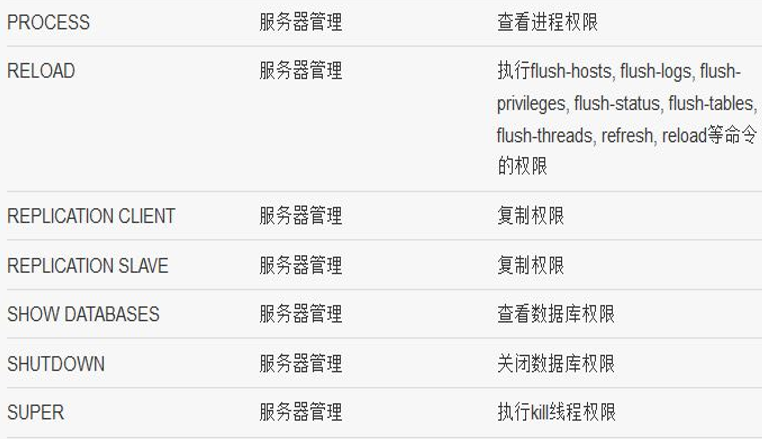 PROCESS 服务器管理 查看进程权限
RELOAD 服务器管理 执行flush-hosts, flush-logs, flush-
privileges, flush-status, flush-tables,
flush-threads, refresh, reload等命令
的权限
REPLICATION CLIENT 服务器管理 复制权限
REPLICATION SLAVE 服务器管理 复制权限
SHOW DATABASES 服务器管理 查看数据库权限
SHUTDOWN 服务器管理 关闭数据库权限
SUPER 服务器管理 执行kill线程权限